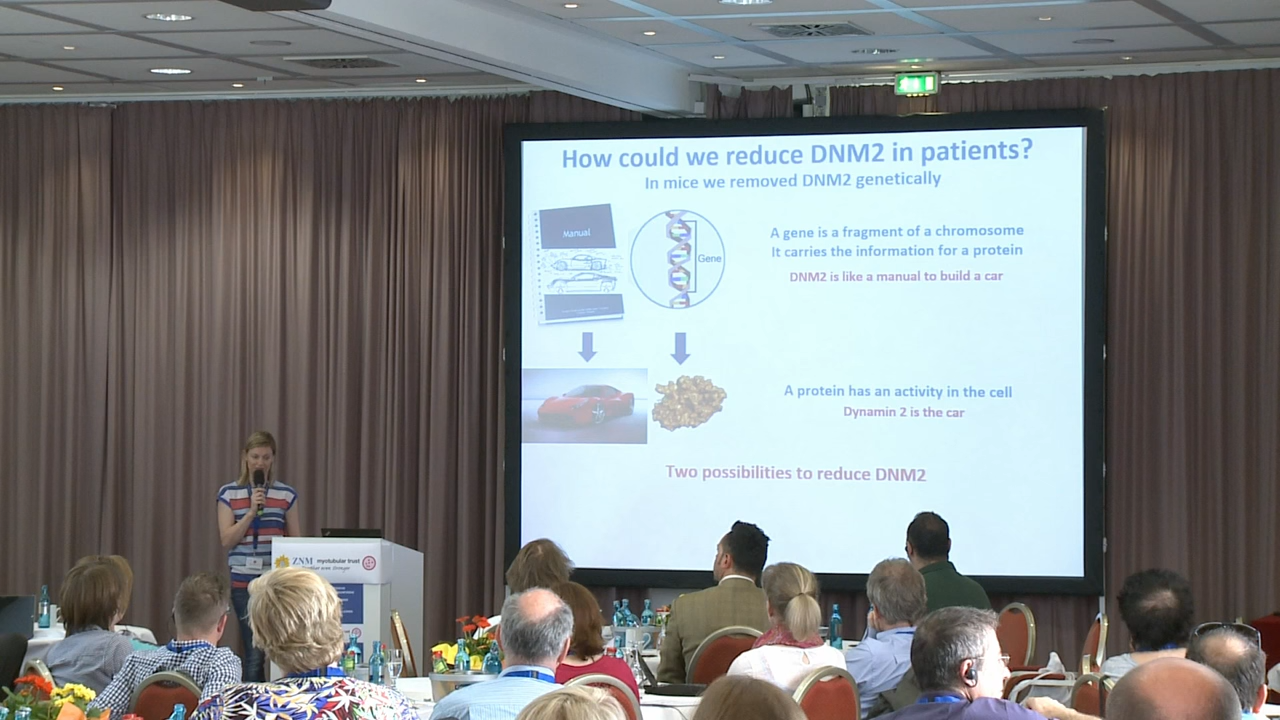 How could we reduce DNM2 in patients?
In mice we removed DNM2 genetically
Manual
Gene
A gene is a fragment of a chromosome
It carries the information for a protein
DNM2 is like a manual to build a car
A protein has an activity in the cell
Dynamin 2 is the car
Two possibilities to reduce DNM2
ZNM myotubular trust